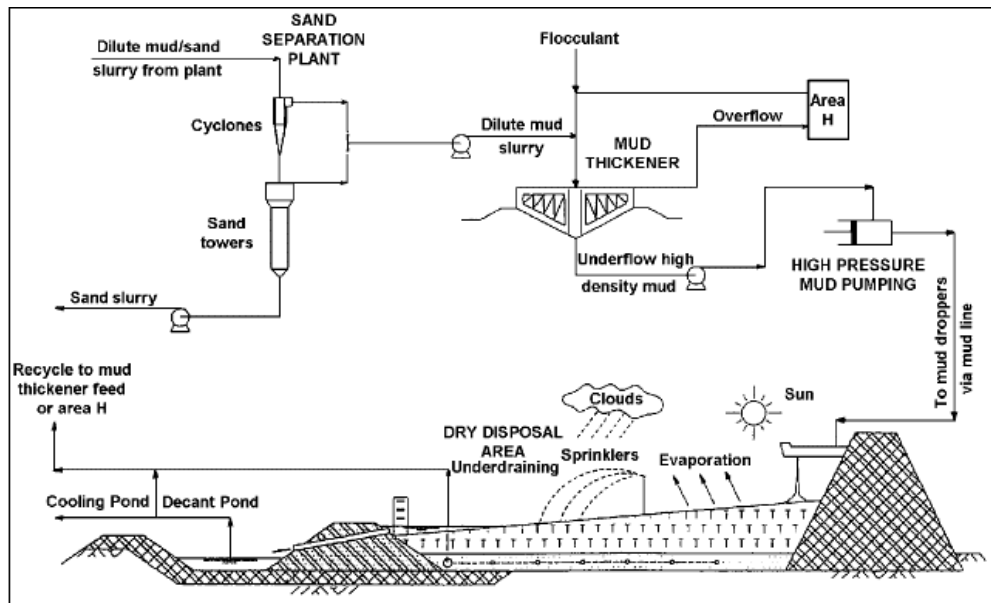 SAND
SEPARATION
PLANT
Dilute mud/sand
slurry from plant
Cyclones
Sand
towers
Sand slurry
Flocculant
Dilute mud
slurry
MUD
THICKENER
Overflow
Area
H
Underflow high
density mud
HIGH PRESSURE
MUD PUMPING
To mud droppers
via mud line
Recycle to mud
thickener feed
or area H
Cooling Pond
Decant Pond
DRY DISPOSAL
AREA
Underdraining
Sprinklers
Clouds
Evaporation
Sun